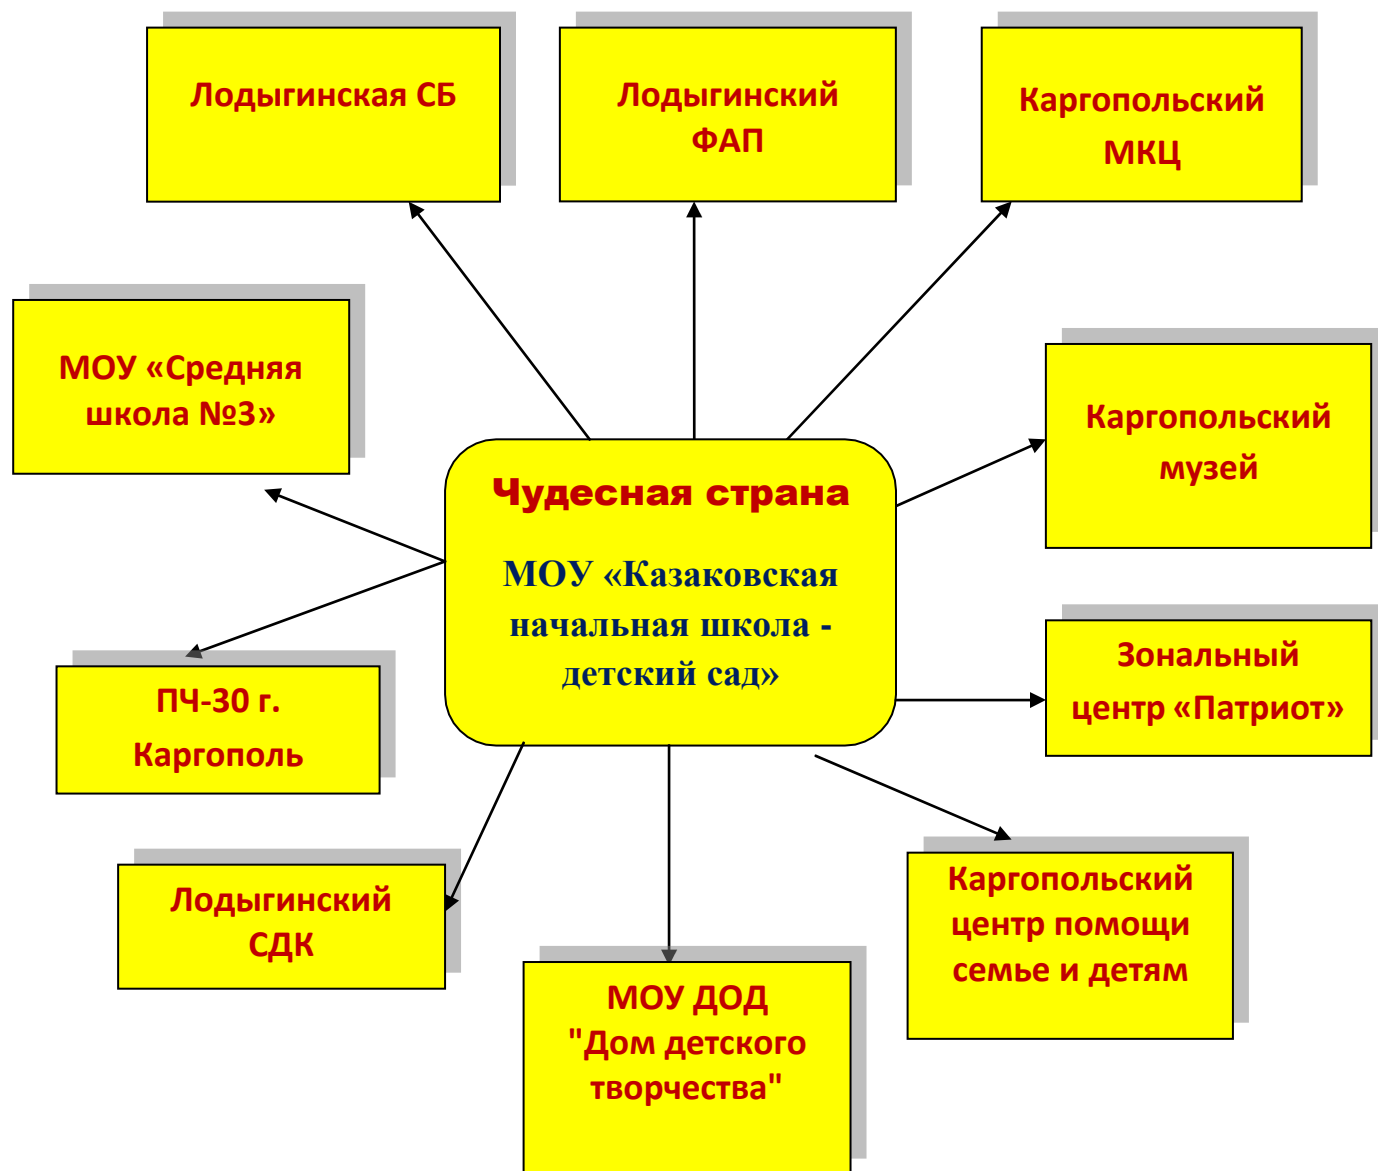 Лодыгинская СБ
Лодыгинский
ФАП
Каргопольский
МКЦ
МОУ «Средняя
школа №3»
Каргопольский
музей
Чудесная страна
МОУ «Казаковская
начальная школа -
детский сад»
Зональный
центр «Патриот»
ПЧ-30 г.
Каргополь
Лодыгинский
СДК
Каргопольский
центр помощи
семье и детям
МОУ ДОД
"Дом детского
творчества"